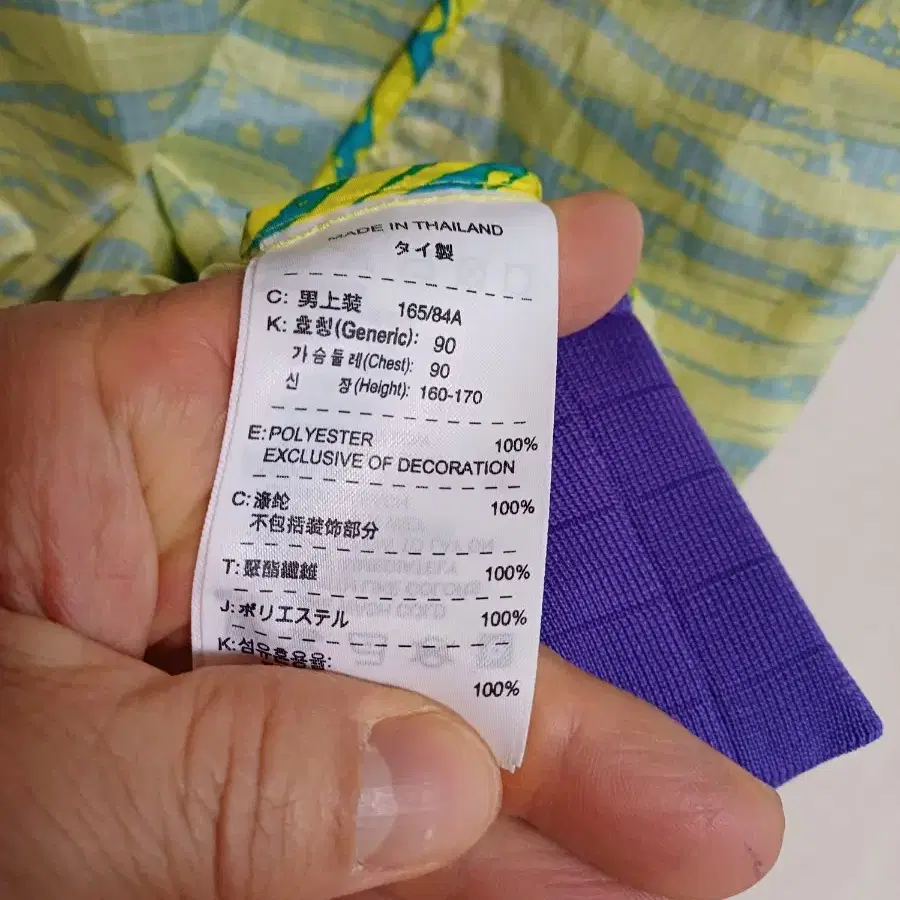 MADE IN THAILAND
タイ製
C: 男上装 165/84A
K: 호칭(Generic): 90
가슴둘레(Chest): 90
신 장(Height): 160-170
E: POLYESTER 100%
EXCLUSIVE OF DECORATION
C: 涤纶 100%
不包括装饰部分
T: 聚酯纖維 100%
J: ポリエステル 100%
K: 섬유혼용율:
100%